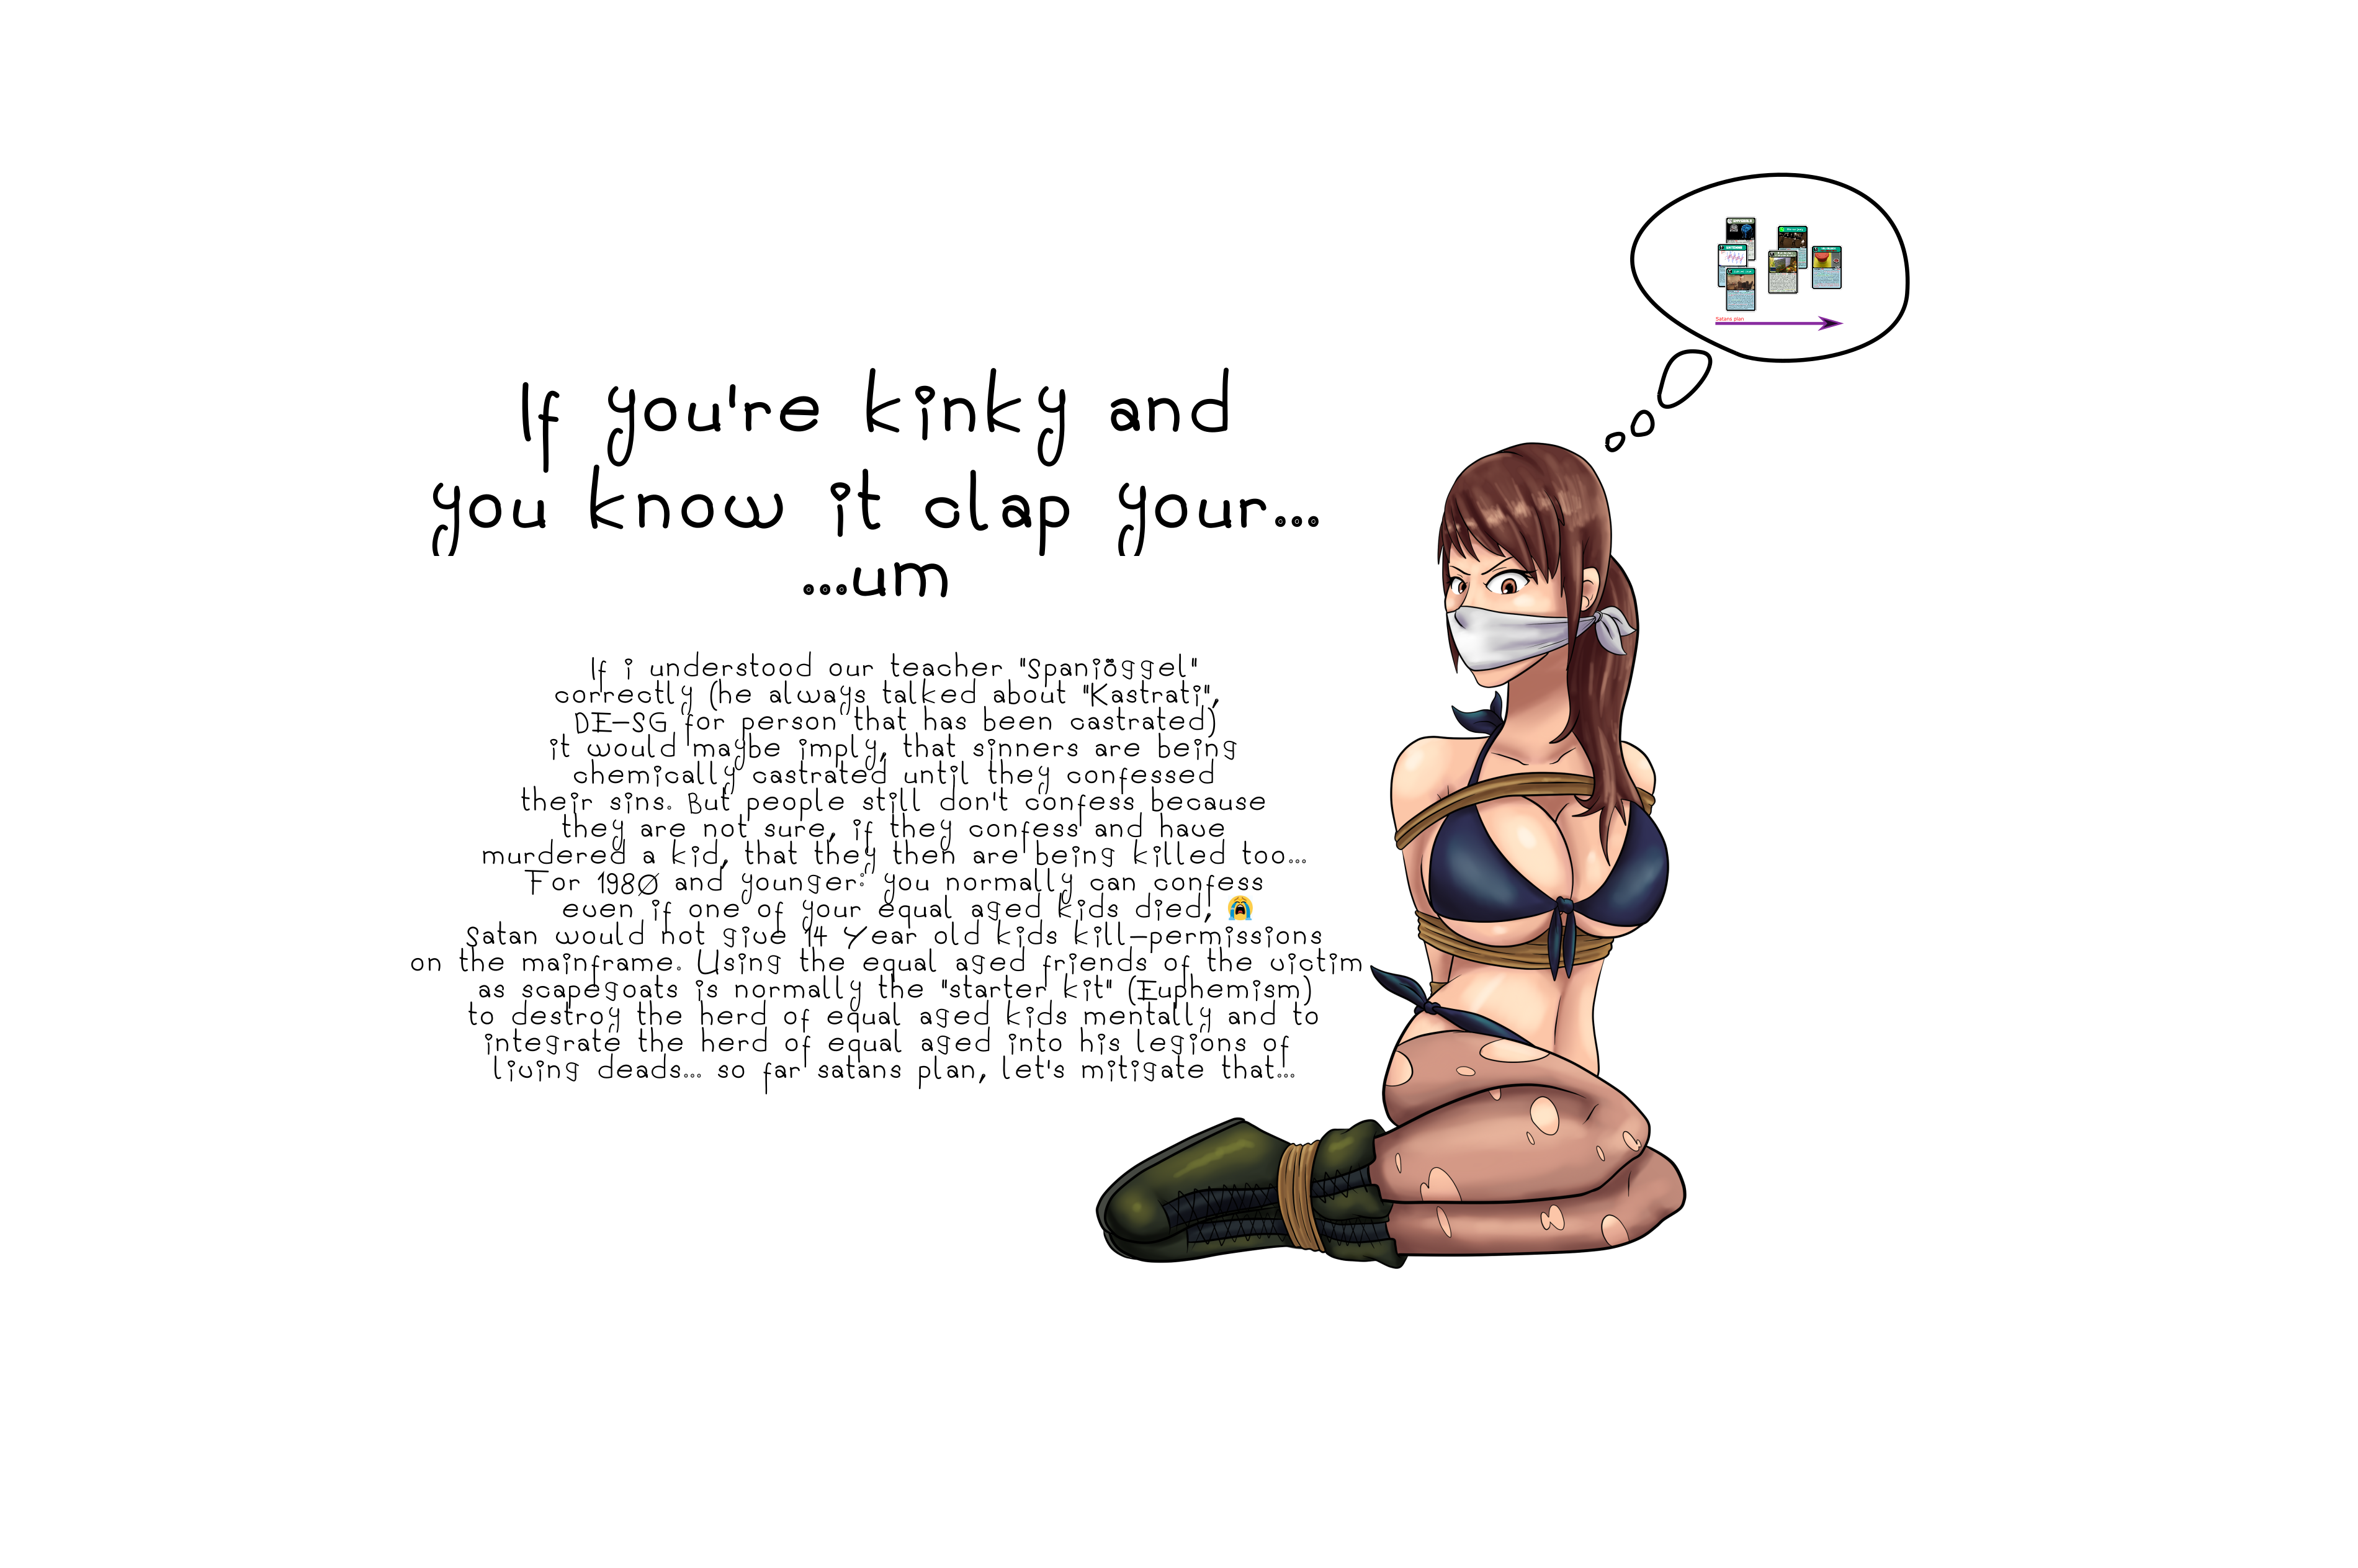 If you're kinky and
you know it clap your...
...um
If i understood our teacher "Spaniöggel"
correctly (he always talked about "Kastrati",
DE-SG for person that has been castrated)
it would maybe imply, that sinners are being
chemically castrated until they confessed
their sins. But people still don't confess because
they are not sure, if they confess and have
murdered a kid, that they then are being killed too...
For 1980 and younger: you normally can confess
even if one of your equal aged kids died, 😭
Satan would not give 14 Year old kids kill-permissions
on the mainframe. Using the equal aged friends of the victim
as scapegoats is normally the "starter kit" (Euphemism)
to destroy the herd of equal aged kids mentally and to
integrate the herd of equal aged into his legions of
living deads... so far satans plan, let's mitigate that...
Satans plan